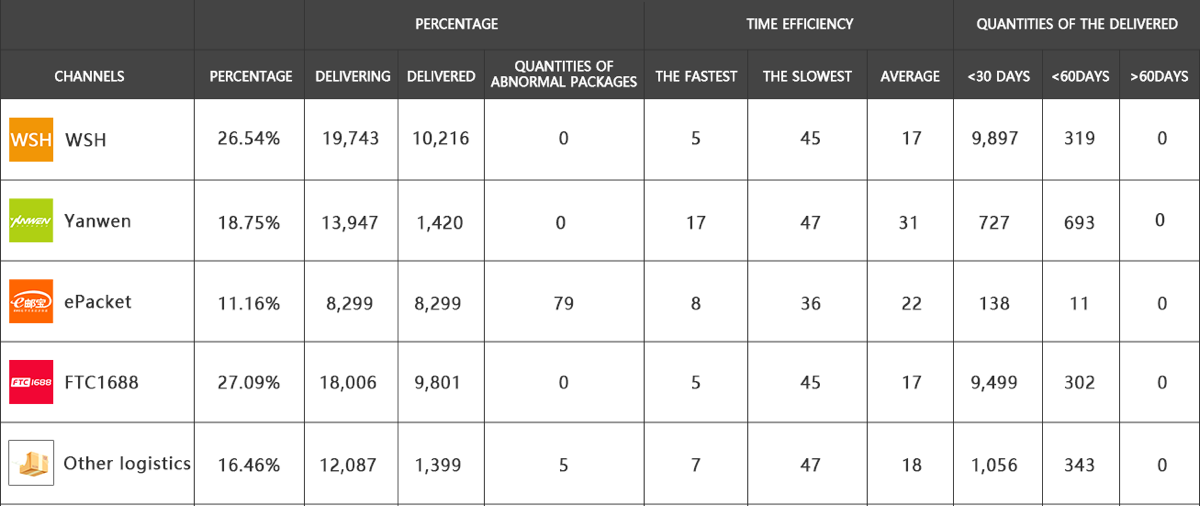 PERCENTAGE TIME EFFICIENCY QUANTITIES OF THE DELIVERED
CHANNELS PERCENTAGE DELIVERING DELIVERED QUANTITIES OF ABNORMAL PACKAGES THE FASTEST THE SLOWEST AVERAGE <30 DAYS <60DAYS >60DAYS
WSH WSH 26.54% 19,743 10,216 0 5 45 17 9,897 319 0
YANWEN Yanwen 18.75% 13,947 1,420 0 17 47 31 727 693 0
e邮宝 ePacket 11.16% 8,299 8,299 79 8 36 22 138 11 0
FTC1688 FTC1688 27.09% 18,006 9,801 0 5 45 17 9,499 302 0
Other logistics 16.46% 12,087 1,399 5 7 47 18 1,056 343 0